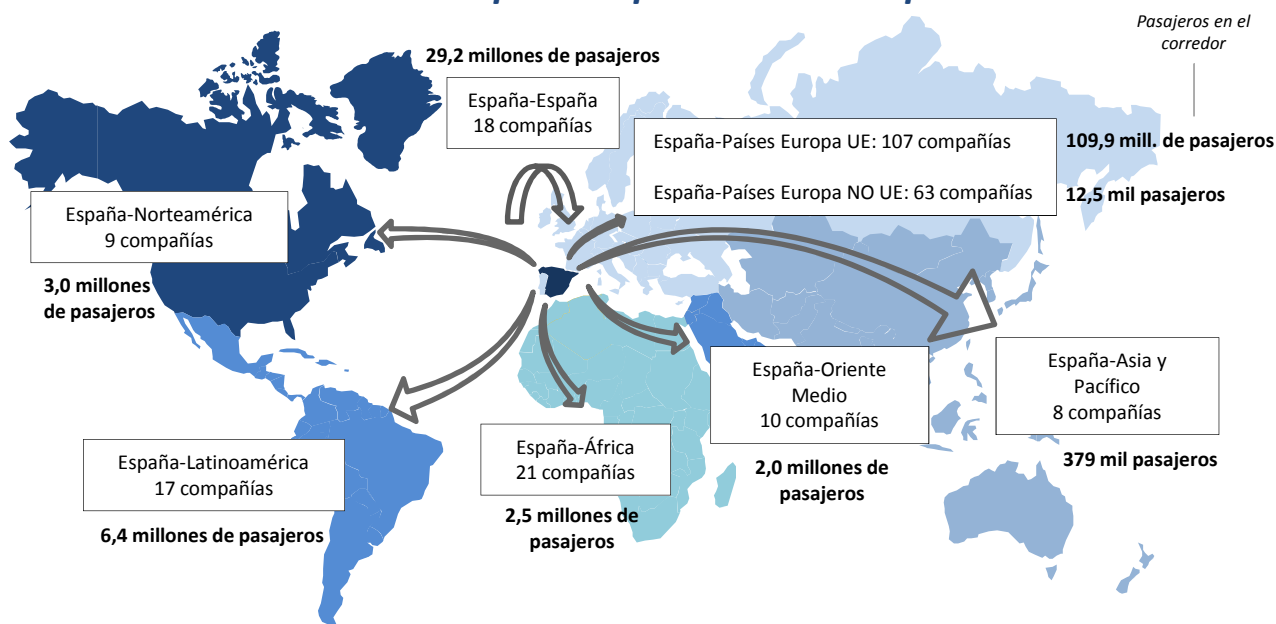 Pasajeros en el
corredor
29,2 millones de pasajeros
España-España
18 compañías
España-Países Europa UE: 107 compañías
109,9 mill. de pasajeros
España-Países Europa NO UE: 63 compañías
12,5 mil pasajeros
España-Norteamérica
9 compañías
3,0 millones
de pasajeros
España-Oriente
Medio
10 compañías
2,0 millones de
pasajeros
España-Asia y
Pacífico
8 compañías
379 mil pasajeros
España-Latinoamérica
17 compañías
6,4 millones de pasajeros
España-África
21 compañías
2,5 millones de
pasajeros